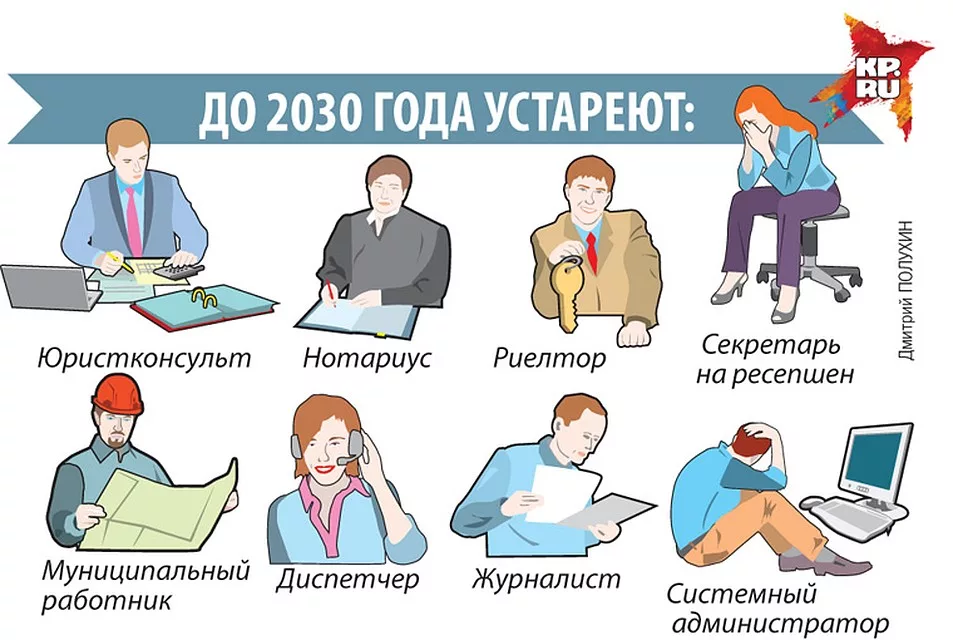 KP.
RU
ДО 2030 ГОДА УСТАРЕЮТ:
Дмитрий ПОЛУХИН
Юристконсульт
Нотариус
Риелтор
Секретарь
на ресепшен
Муниципальный
работник
Диспетчер
Журналист
Системный
администратор